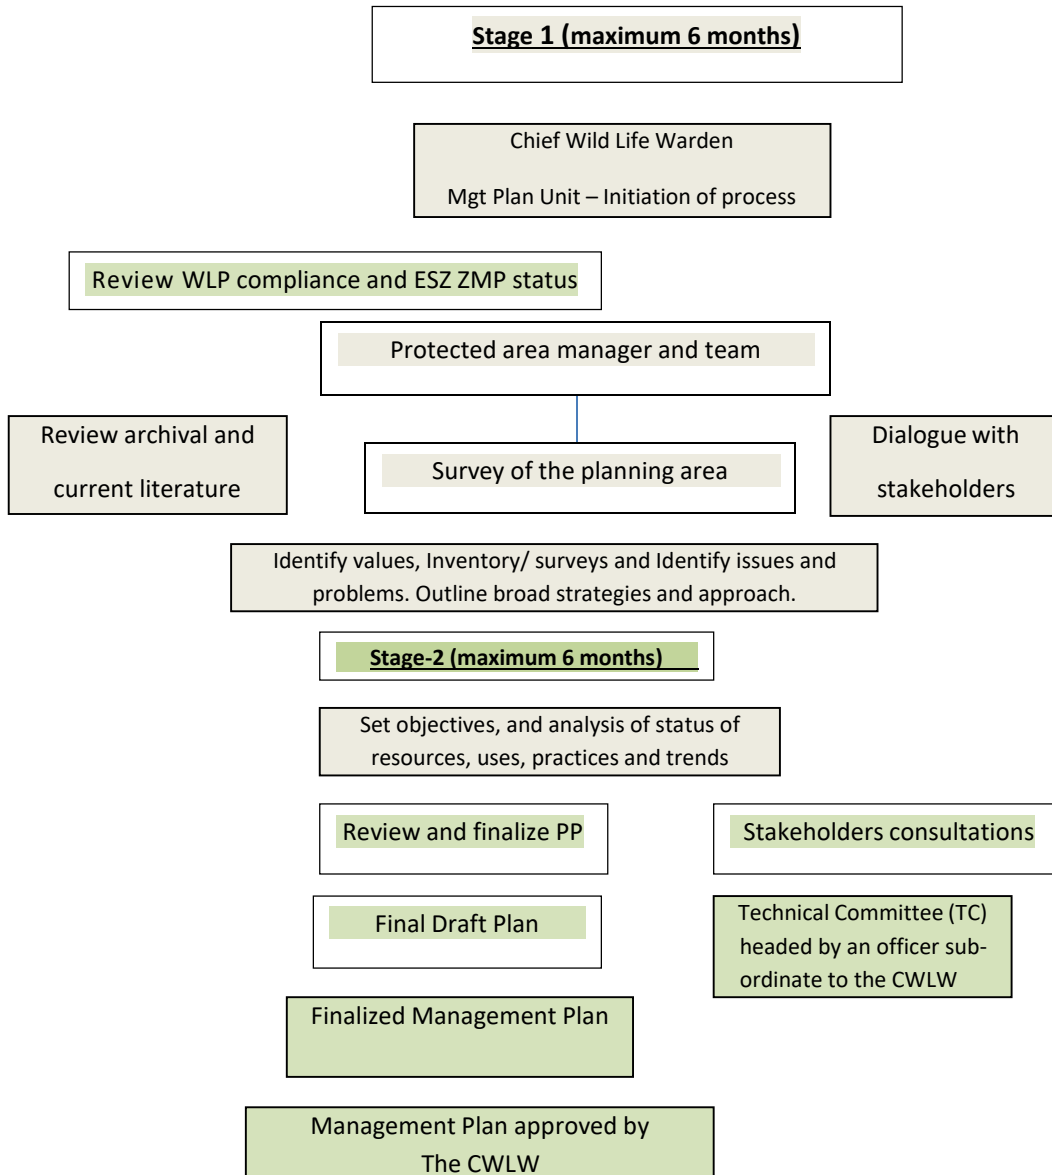 Stage 1 (maximum 6 months)
Chief Wild Life Warden
Mgt Plan Unit – Initiation of process
Review WLP compliance and ESZ ZMP status
Protected area manager and team
Review archival and
current literature
Survey of the planning area
Dialogue with
stakeholders
Identify values, Inventory/ surveys and Identify issues and
problems. Outline broad strategies and approach.
Stage-2 (maximum 6 months)
Set objectives, and analysis of status of
resources, uses, practices and trends
Review and finalize PP
Stakeholders consultations
Final Draft Plan
Technical Committee (TC)
headed by an officer sub-
ordinate to the CWLW
Finalized Management Plan
Management Plan approved by
The CWLW